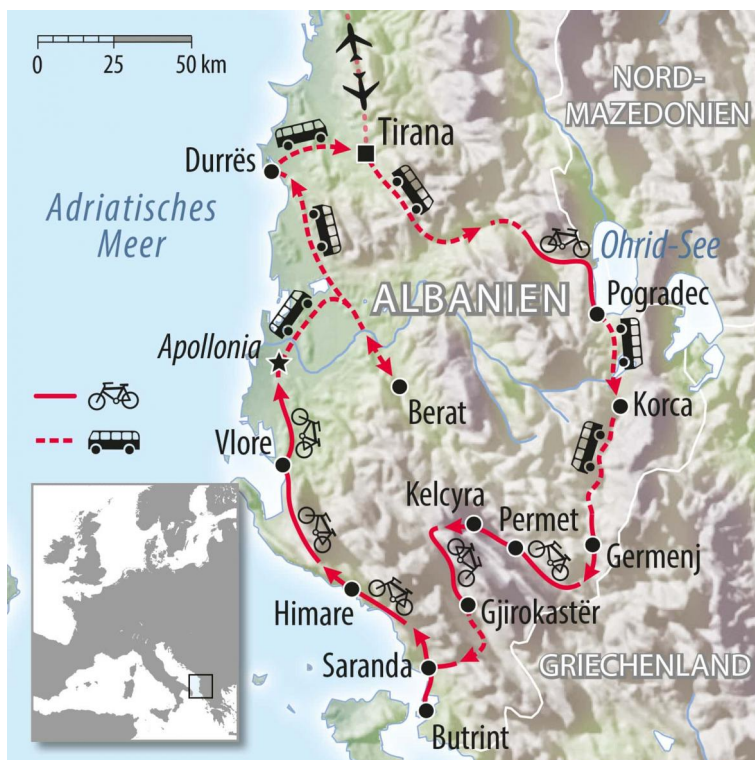 0 25 50 km
NORD-
MAZEDONIEN
Tirana
Durrës
Adriatisches
Meer
Ohrid-See
ALBANIEN
Pogradec
Apollonia
Berat
Korca
Vlore
Kelcyra
Permet
Germenj
Himare
Gjirokastër
Saranda
GRIECHENLAND
Butrint